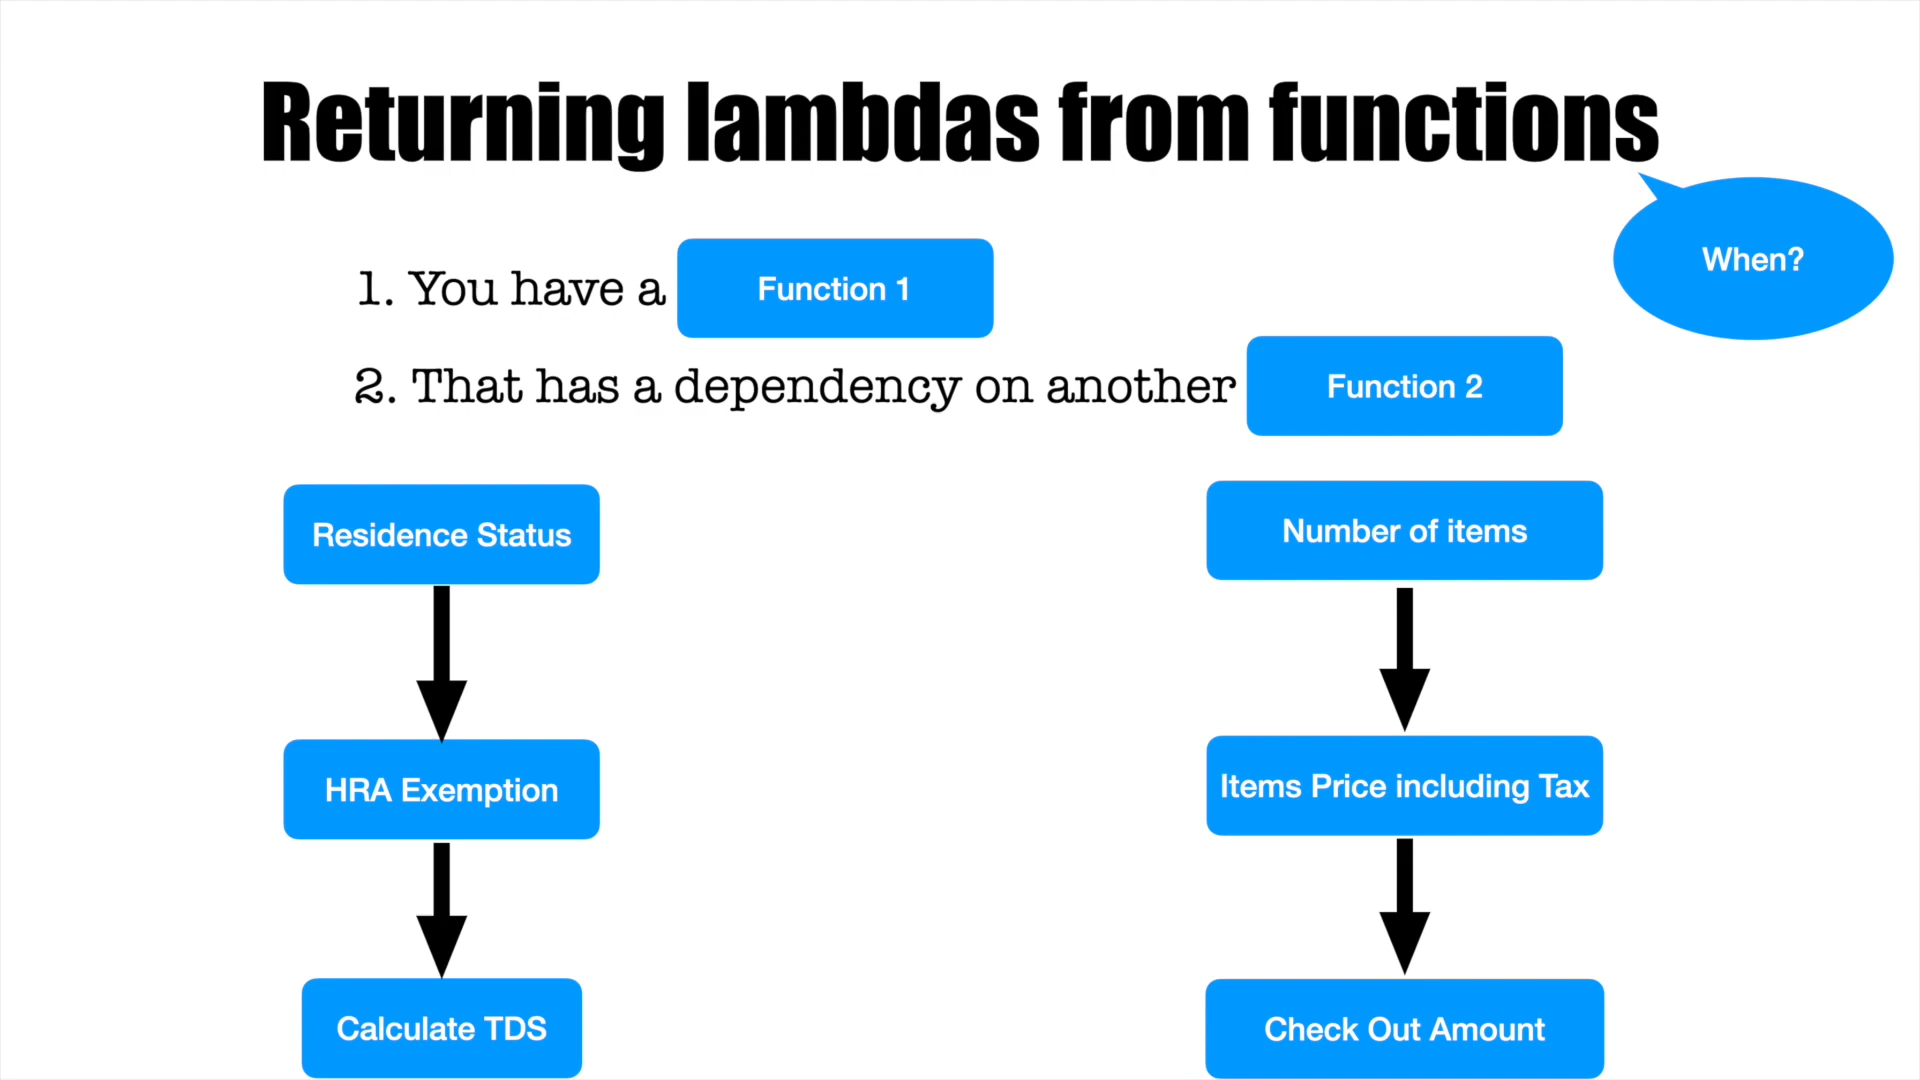 Returning lambdas from functions
When?
1. You have a Function 1
2. That has a dependency on another Function 2
Residence Status
HRA Exemption
Calculate TDS
Number of items
Items Price including Tax
Check Out Amount